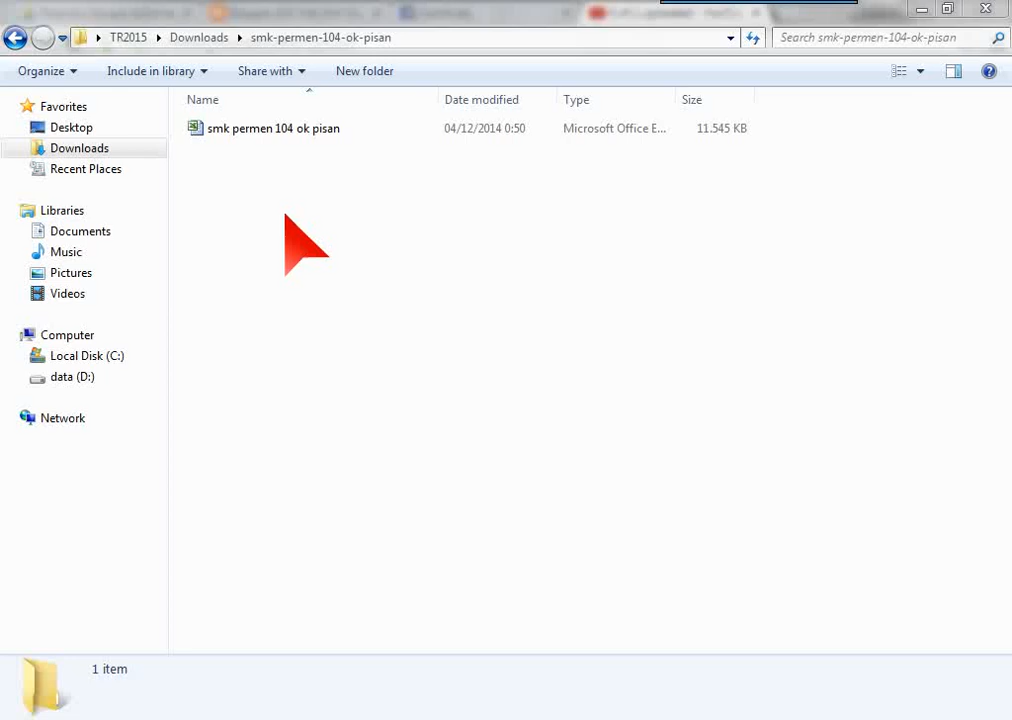 TR2015 Downloads smk-permen-104-ok-pisan
Search smk-permen-104-ok-pisan
Organize Include in library Share with New folder
Name Date modified Type Size
smk permen 104 ok pisan 04/12/2014 0:50 Microsoft Office E... 11.545 KB
Favorites
Desktop
Downloads
Recent Places
Libraries
Documents
Music
Pictures
Videos
Computer
Local Disk (C:)
data (D:)
Network
1 item